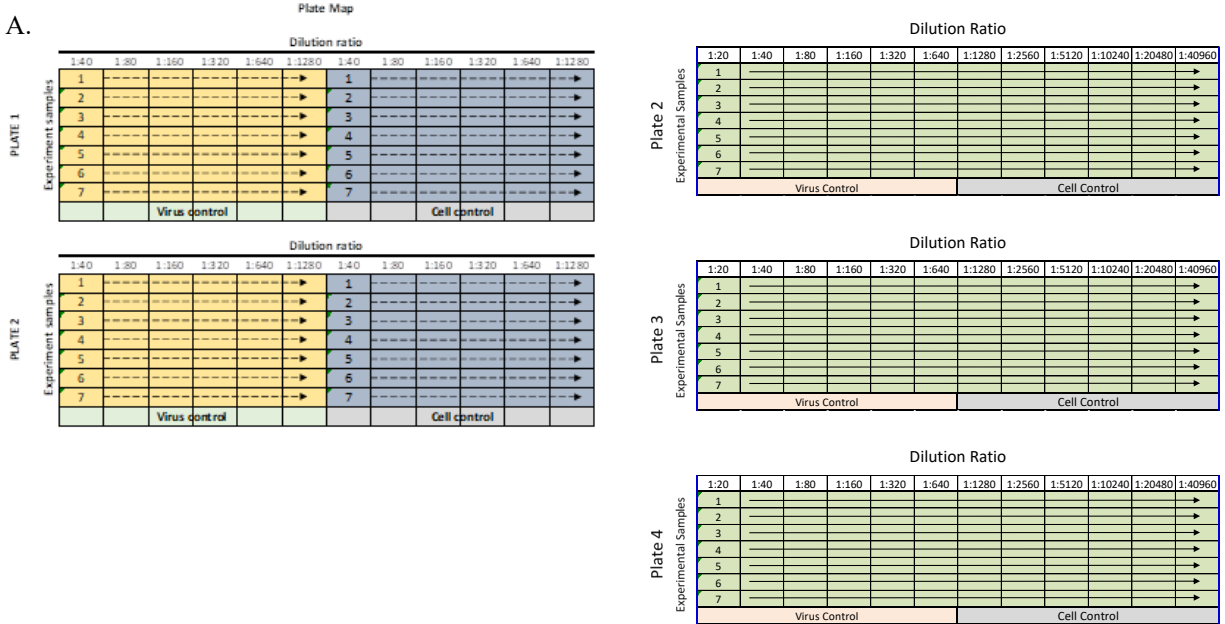 A.
Plate Map
Dilution ratio
1:40 1:80 1:160 1:320 1:640 1:1280 1:40 1:80 1:160 1:320 1:640 1:1280
PLATE 1
Experiment samples
1 1
2 2
3 3
4 4
5 5
6 6
7 7
Virus control Cell control
Dilution ratio
1:40 1:80 1:160 1:320 1:640 1:1280 1:40 1:80 1:160 1:320 1:640 1:1280
PLATE 2
Experiment samples
1 1
2 2
3 3
4 4
5 5
6 6
7 7
Virus control Cell control
Dilution Ratio
1:20 1:40 1:80 1:160 1:320 1:640 1:1280 1:2560 1:5120 1:10240 1:20480 1:40960
Plate 2
Experimental Samples
1
2
3
4
5
6
7
Virus Control Cell Control
Dilution Ratio
1:20 1:40 1:80 1:160 1:320 1:640 1:1280 1:2560 1:5120 1:10240 1:20480 1:40960
Plate 3
Experimental Samples
1
2
3
4
5
6
7
Virus Control Cell Control
Dilution Ratio
1:20 1:40 1:80 1:160 1:320 1:640 1:1280 1:2560 1:5120 1:10240 1:20480 1:40960
Plate 4
Experimental Samples
1
2
3
4
5
6
7
Virus Control Cell Control